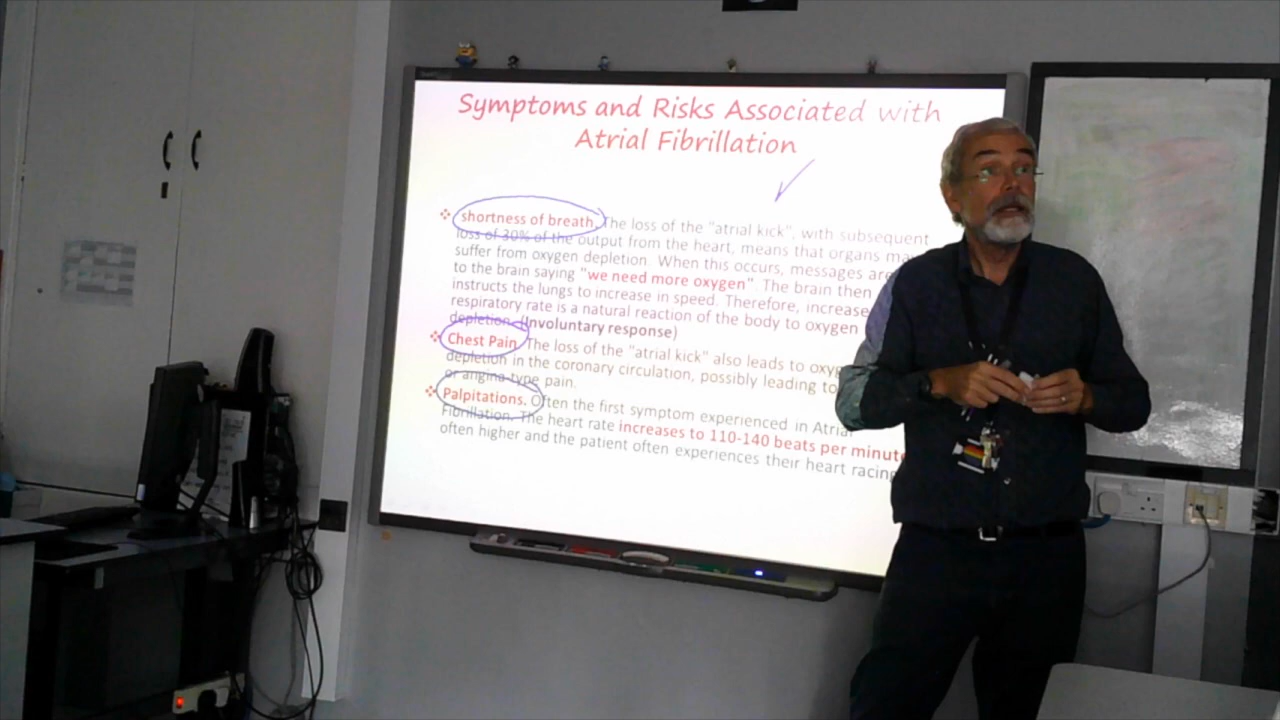 Symptoms and Risks Associated with
Atrial Fibrillation
❖ shortness of breath. The loss of the "atrial kick", with subsequent
loss of 30% of the output from the heart, means that organs may
suffer from oxygen depletion. When this occurs, messages are
to the brain saying "we need more oxygen". The brain then
instructs the lungs to increase in speed. Therefore, increase
respiratory rate is a natural reaction of the body to oxygen
depletion. (Involuntary response)
❖ Chest Pain. The loss of the "atrial kick" also leads to
depletion in the coronary circulation, possibly leading to
or angina-type pain.
❖ Palpitations. Often the first symptom experienced in Atrial
Fibrillation. The heart rate increases to 110-140 beats per minute
often higher and the patient often experiences their heart racing